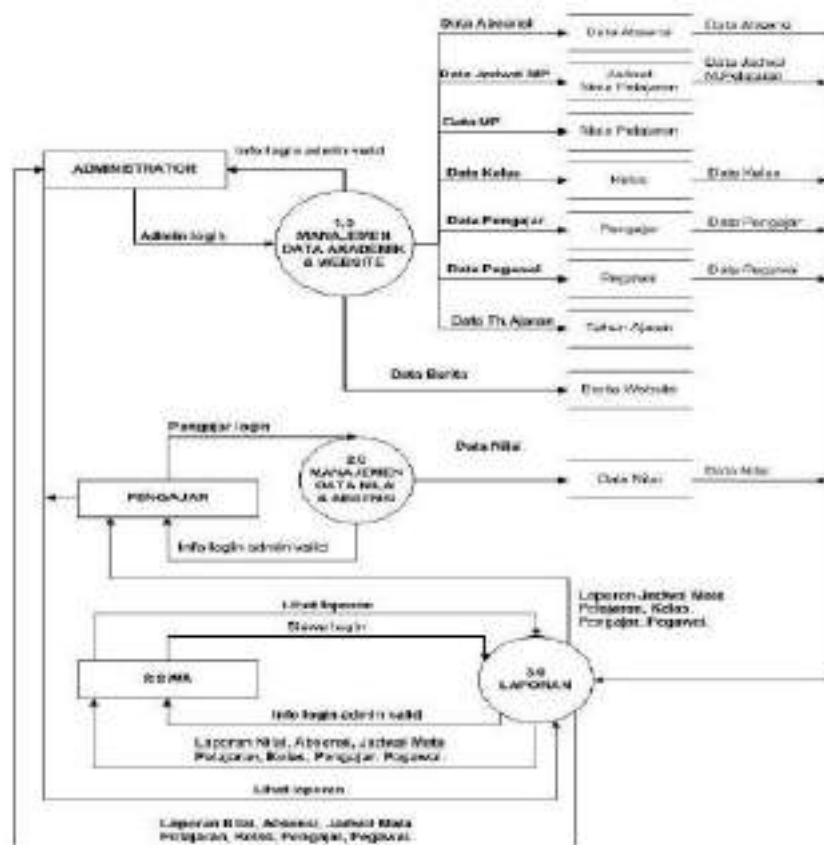 Data Absensi
Data Absensi
Data Absensi
Data Jadwal MP
Jadwal
Mata Pelajaran
Data Jadwal
M.Pelajaran
Data MP
Mata Pelajaran
Info login admin valid
ADMINISTRATOR
Data Kelas
Kelas
Data Kelas
1.0
MANAJEMEN
DATA AKADEMIK
& WEBSITE
Admin login
Data Pengajar
Pengajar
Data Pengajar
Data Pegawai
Pegawai
Data Pegawai
Data Th. Ajaran
Tahun Ajaran
Data Berita
Berita Website
Pengajar login
2.0
MANAJEMEN
DATA NILAI
& ABSENSI
Data Nilai
Data Nilai
Data Nilai
PENGAJAR
Info login admin valid
Laporan Jadwal Mata
Pelajaran, Kelas,
Pengajar, Pegawai.
Lihat laporan
Siswa login
SISWA
3.0
LAPORAN
Info login admin valid
Laporan Nilai, Absensi, Jadwal Mata
Pelajaran, Kelas, Pengajar, Pegawai.
Lihat laporan
Laporan Nilai, Absensi, Jadwal Mata
Pelajaran, Kelas, Pengajar, Pegawai.